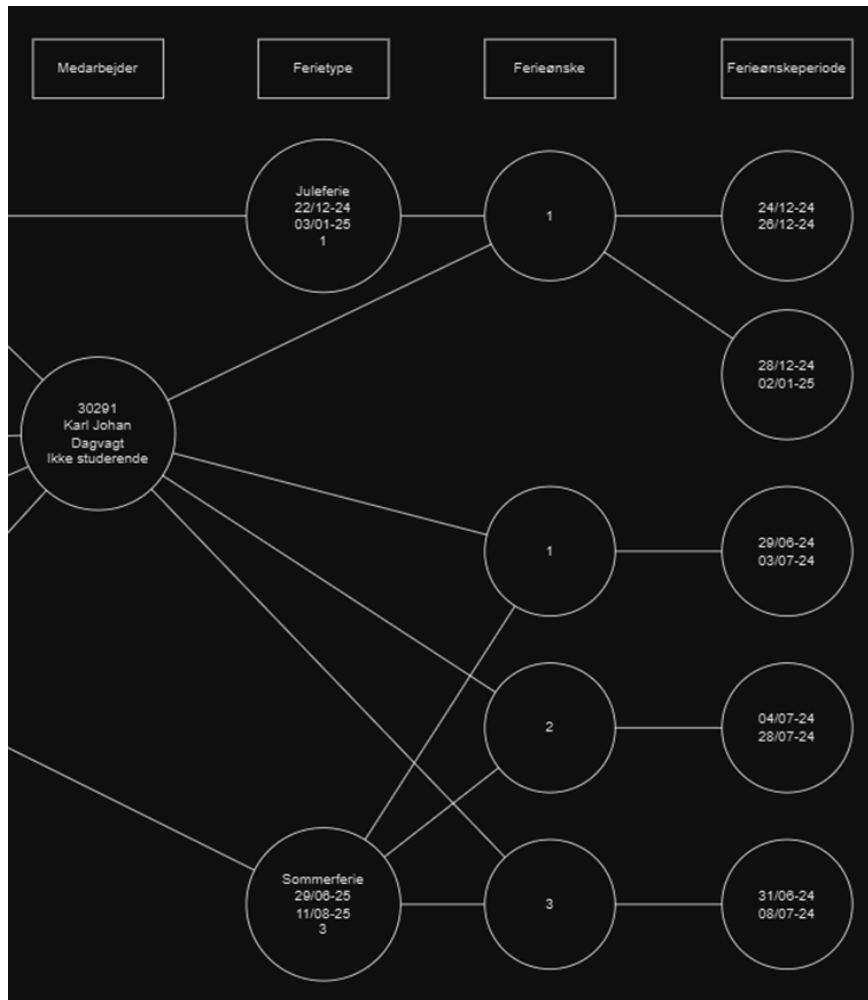 Medarbejder
Ferietype
Ferieønske
Ferieønskeperiode
Juleferie
22/12-24
03/01-25
1
1
24/12-24
26/12-24
28/12-24
02/01-25
30291
Karl Johan
Dagvagt
Ikke studerende
1
29/06-24
03/07-24
2
04/07-24
28/07-24
Sommerferie
29/06-25
11/08-25
3
3
31/06-24
08/07-24